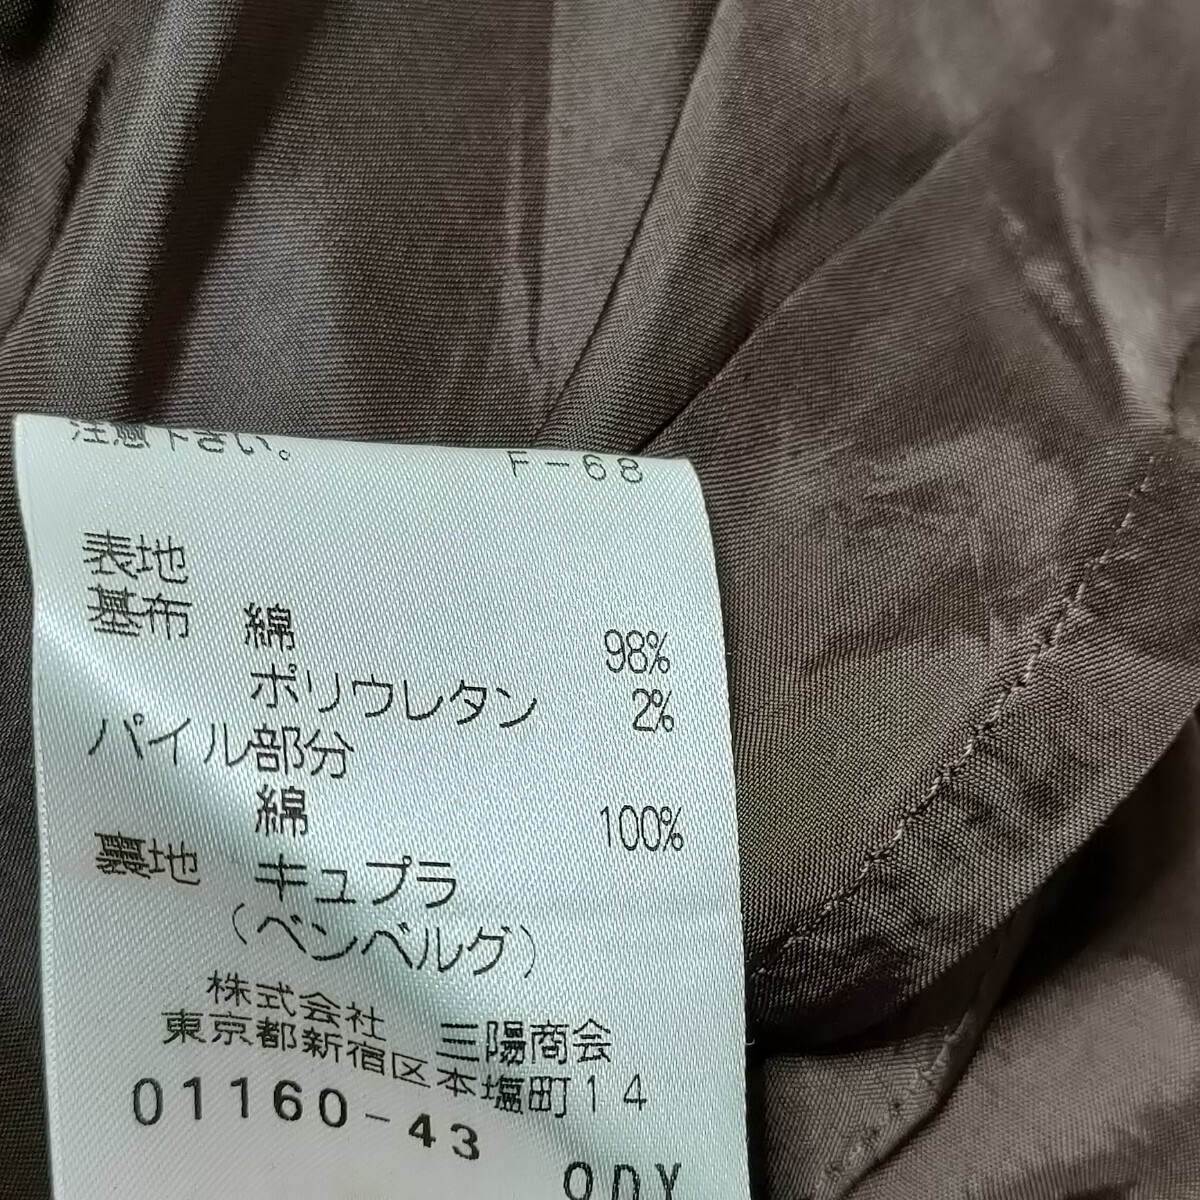 注意下さい。
F-68
表地
基布 綿 98%
ポリウレタン 2%
パイル部分
綿 100%
裏地 キュプラ
(ベンベルグ)
株式会社 三陽商会
東京都新宿区本塩町14
01160-43